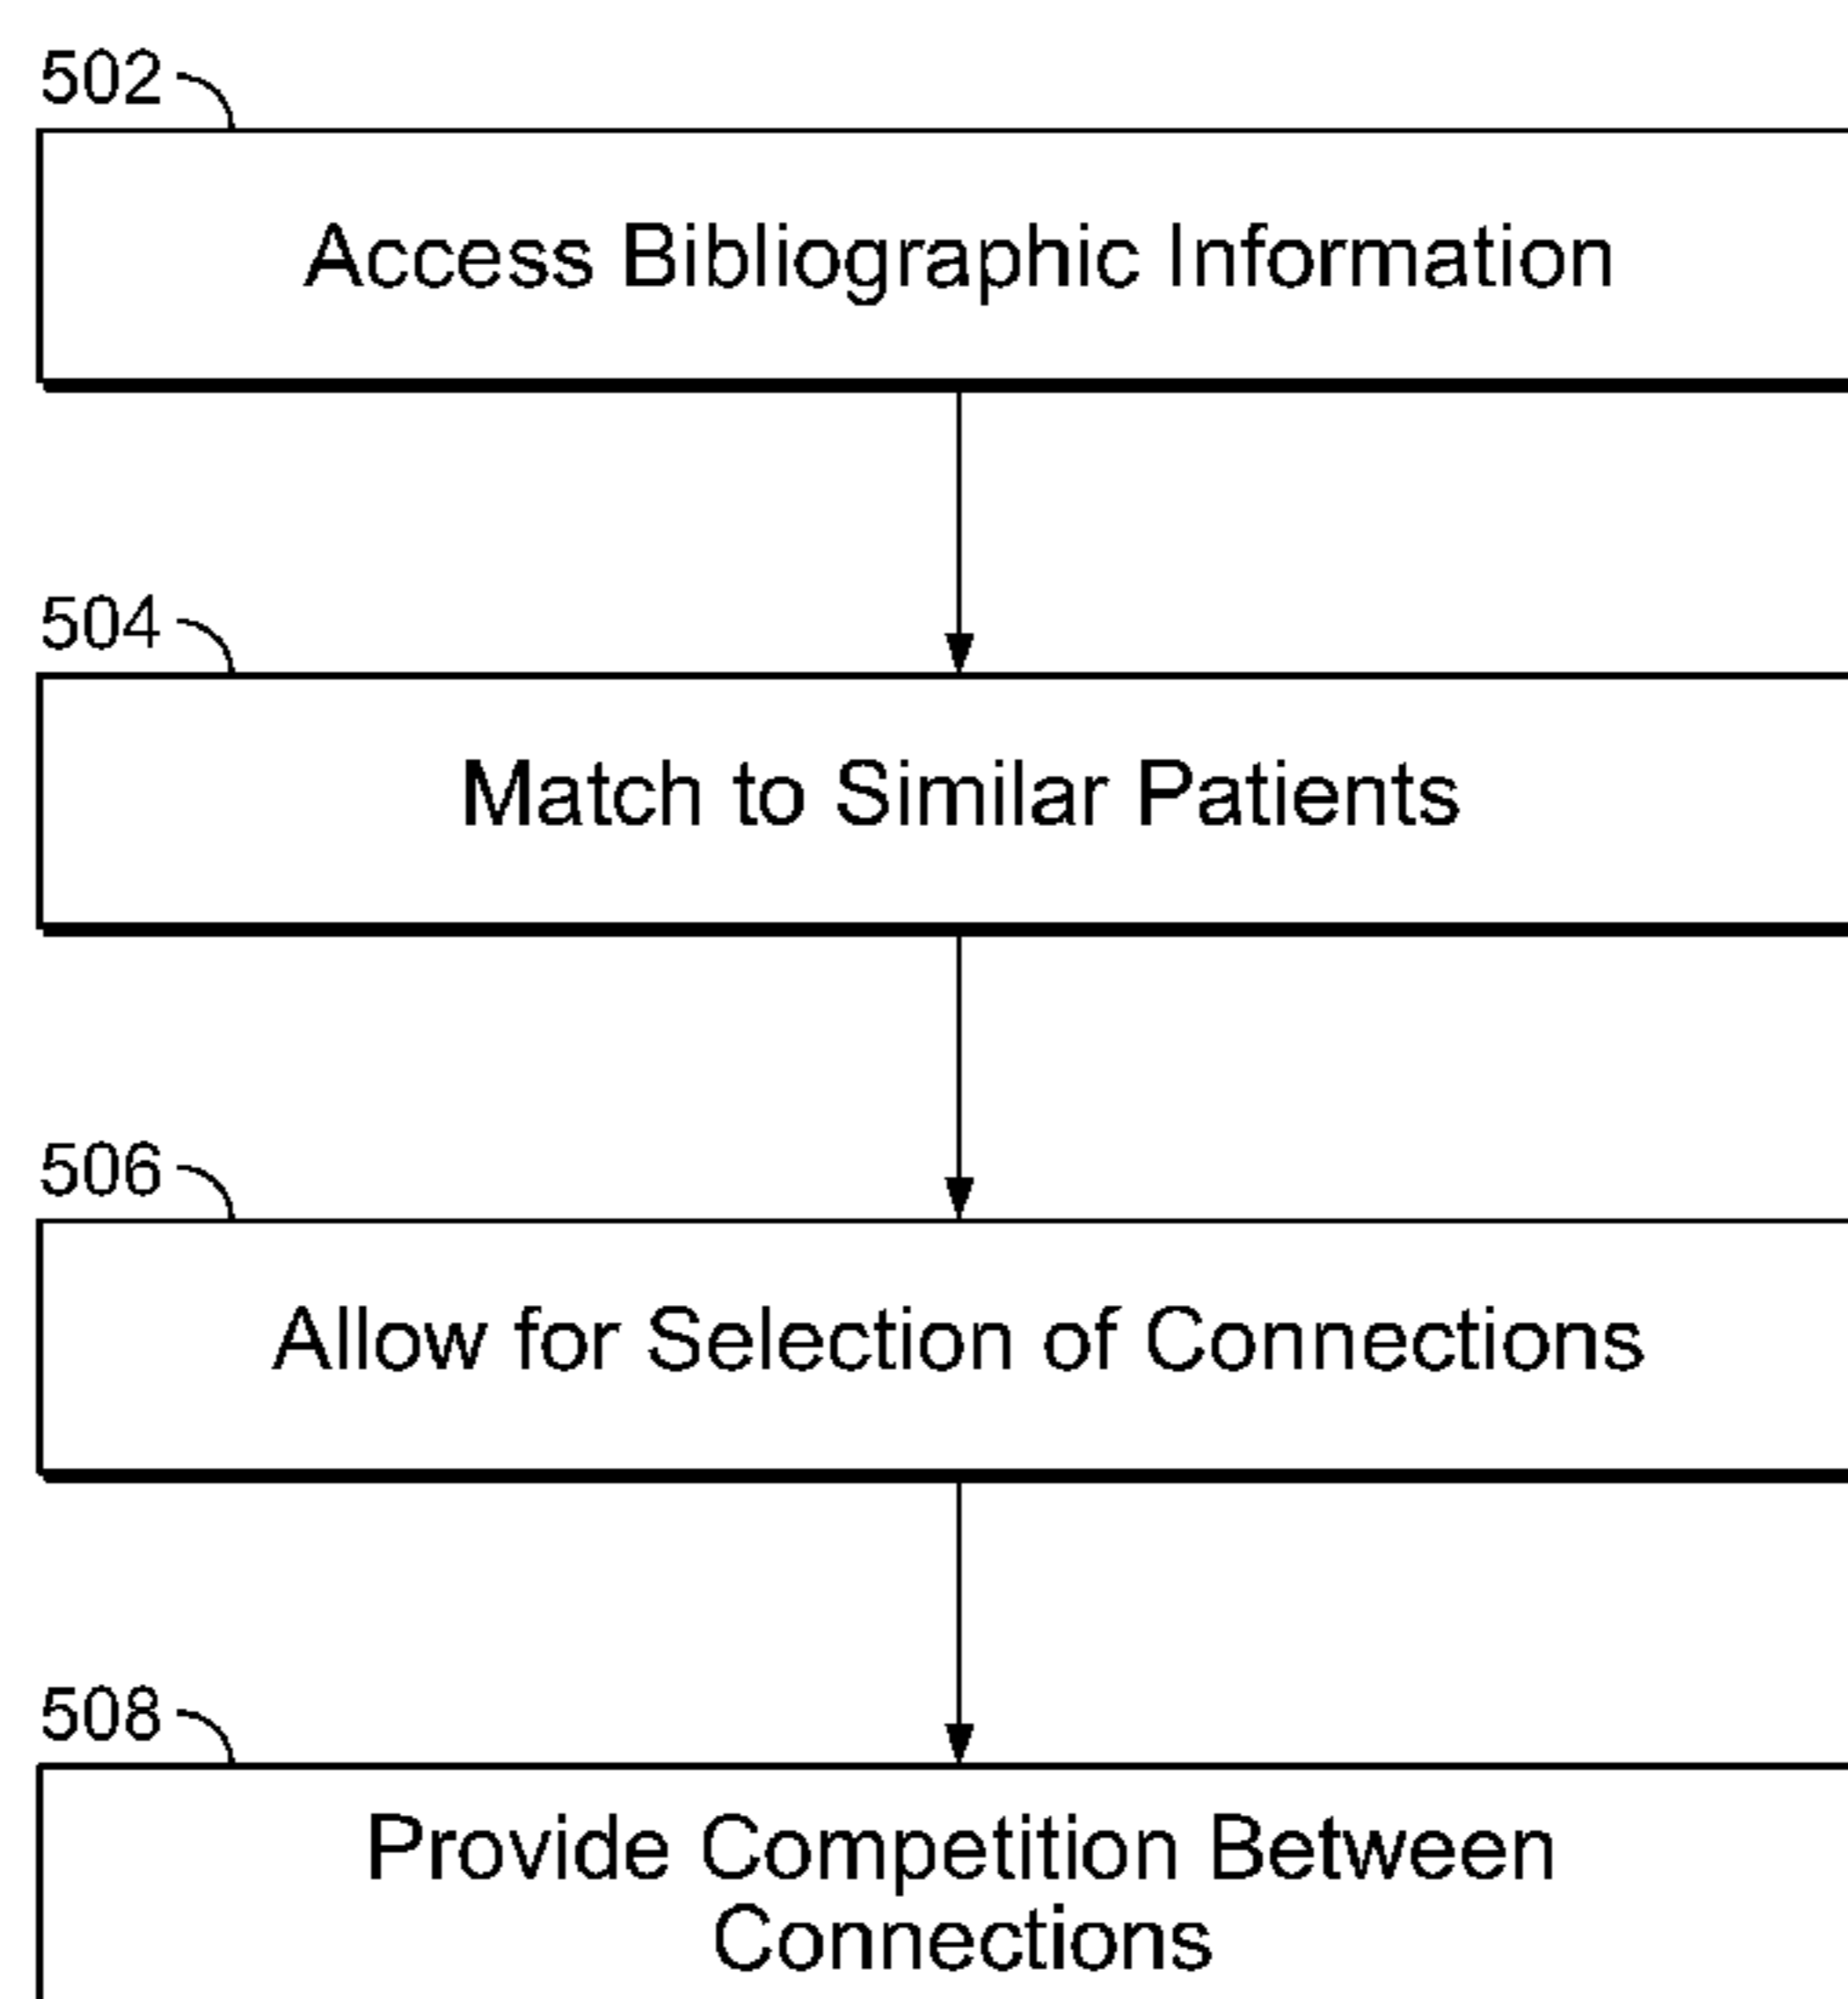 502
Access Bibliographic Information
504
Match to Similar Patients
506
Allow for Selection of Connections
508
Provide Competition Between
Connections